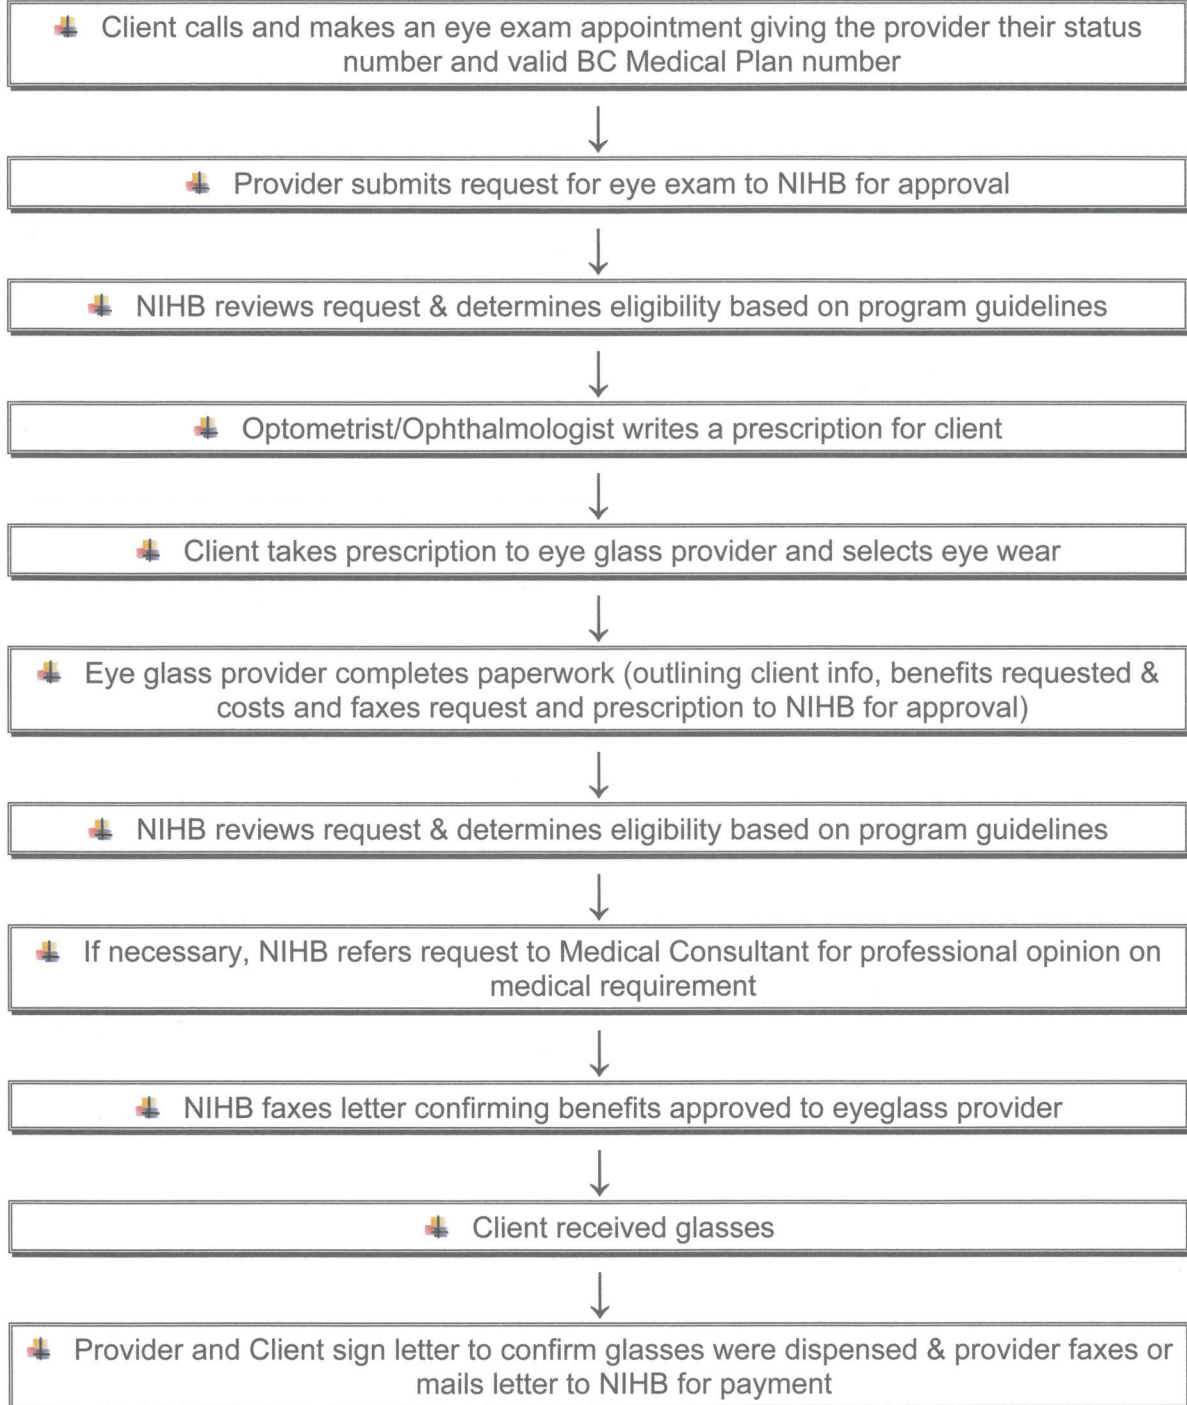 Client calls and makes an eye exam appointment giving the provider their status
number and valid BC Medical Plan number
Provider submits request for eye exam to NIHB for approval
NIHB reviews request & determines eligibility based on program guidelines
Optometrist/Ophthalmologist writes a prescription for client
Client takes prescription to eye glass provider and selects eye wear
Eye glass provider completes paperwork (outlining client info, benefits requested &
costs and faxes request and prescription to NIHB for approval)
NIHB reviews request & determines eligibility based on program guidelines
If necessary, NIHB refers request to Medical Consultant for professional opinion on
medical requirement
NIHB faxes letter confirming benefits approved to eyeglass provider
Client received glasses
Provider and Client sign letter to confirm glasses were dispensed & provider faxes or
mails letter to NIHB for payment